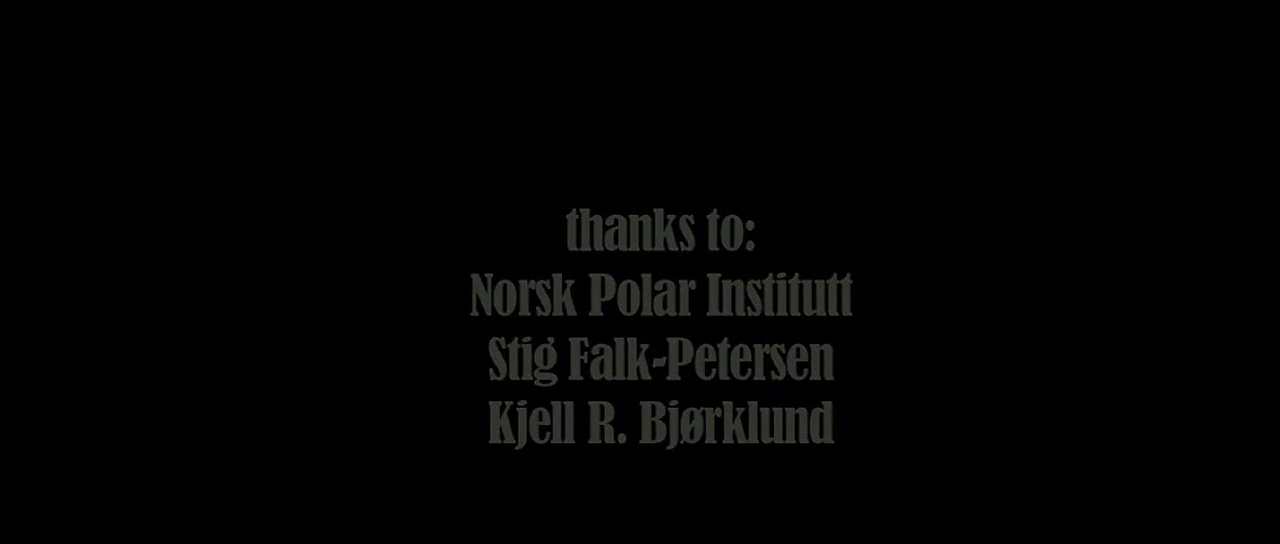 thanks to:
Norsk Polar Institutt
Stig Falk-Petersen
Kjell R. Bjørklund